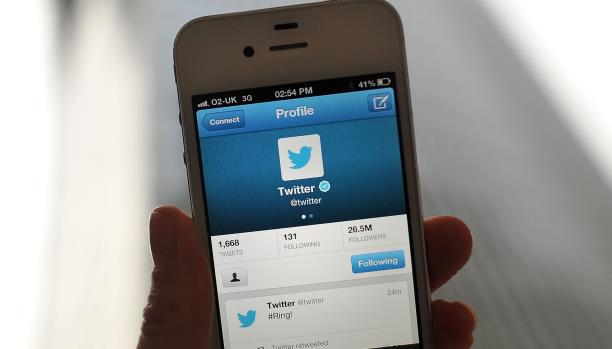 O2-UK 3G 02:54 PM 41%
Connect Profile
Twitter
@twitter
1,668 131 26.5M
TWEETS FOLLOWING FOLLOWERS
Following
Twitter @twitter 24m
#Ring!
Twitter retweeted